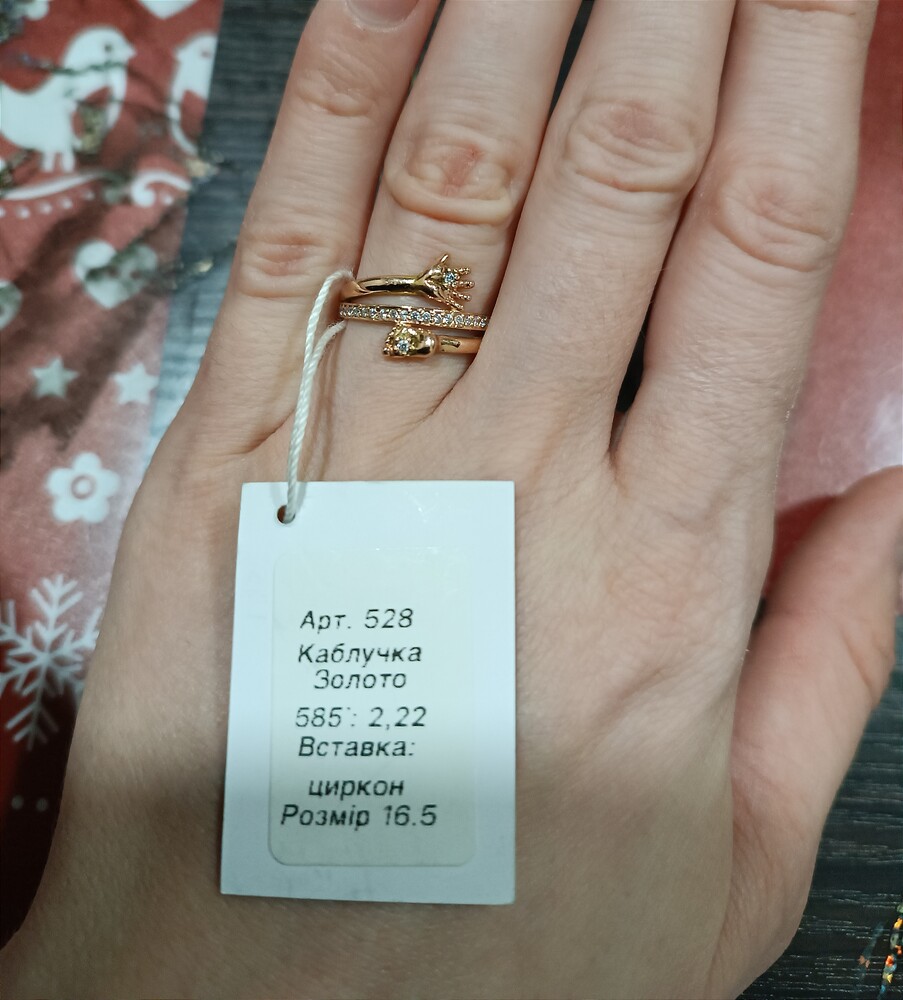 Арт. 528
Каблучка
Золото
585°: 2,22
Вставка:
циркон
Розмір 16.5